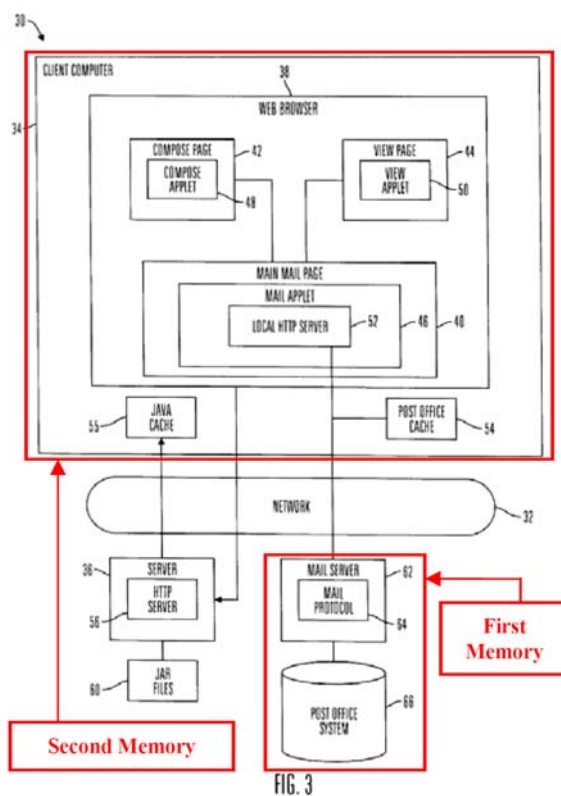 30
CLIENT COMPUTER
34
38
WEB BROWSER
COMPOSE PAGE
42
COMPOSE
APPLET
48
VIEW PAGE
44
VIEW
APPLET
50
MAIN MAIL PAGE
MAIL APPLET
LOCAL HTTP SERVER
52
46
40
55
JAVA
CACHE
POST OFFICE
CACHE
54
NETWORK
32
36
SERVER
HTTP
SERVER
56
MAIL SERVER
62
MAIL
PROTOCOL
64
First
Memory
60
JAR
FILES
POST OFFICE
SYSTEM
66
Second Memory
FIG. 3